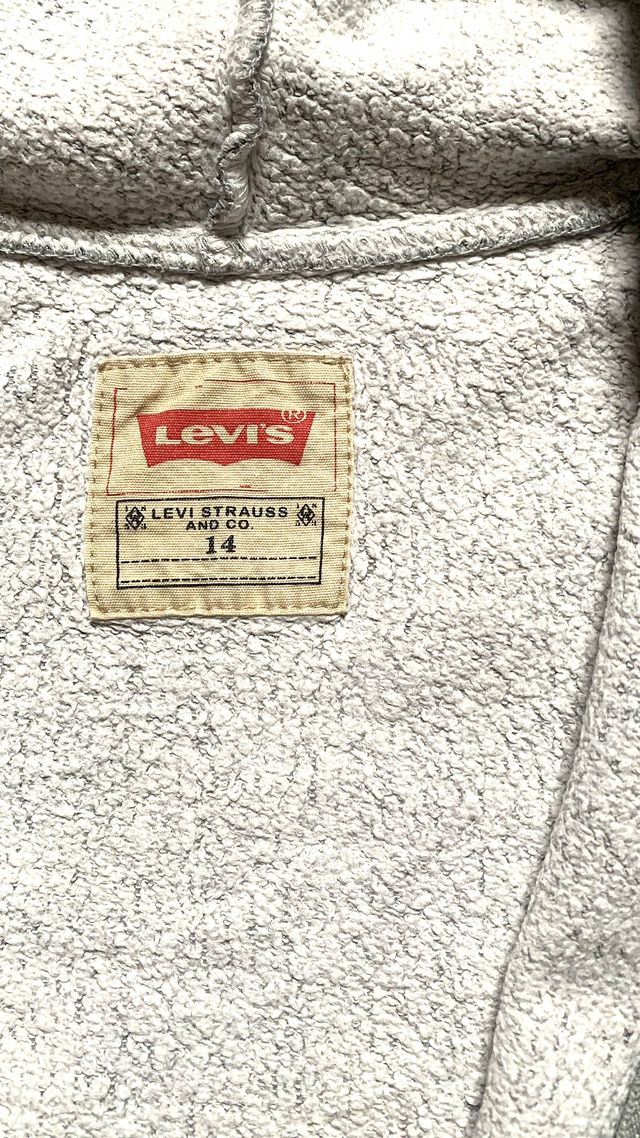 Levi's ®
LEVI STRAUSS
AND CO.
14